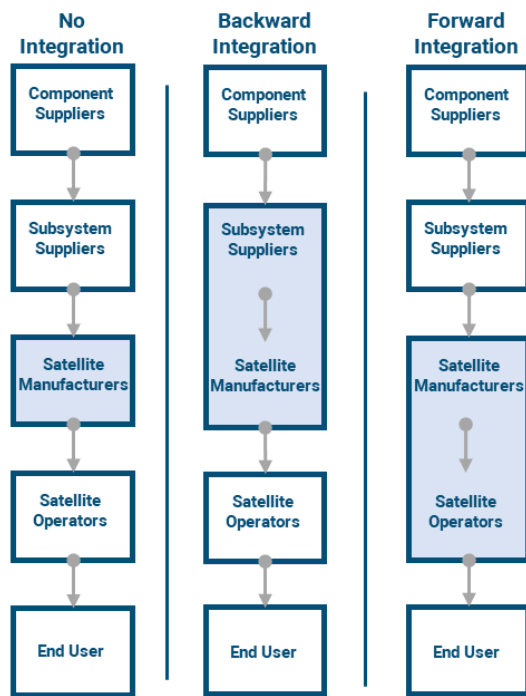 No
Integration
Component
Suppliers
Subsystem
Suppliers
Satellite
Manufacturers
Satellite
Operators
End User
Backward
Integration
Component
Suppliers
Subsystem
Suppliers
Satellite
Manufacturers
Satellite
Operators
End User
Forward
Integration
Component
Suppliers
Subsystem
Suppliers
Satellite
Manufacturers
Satellite
Operators
End User